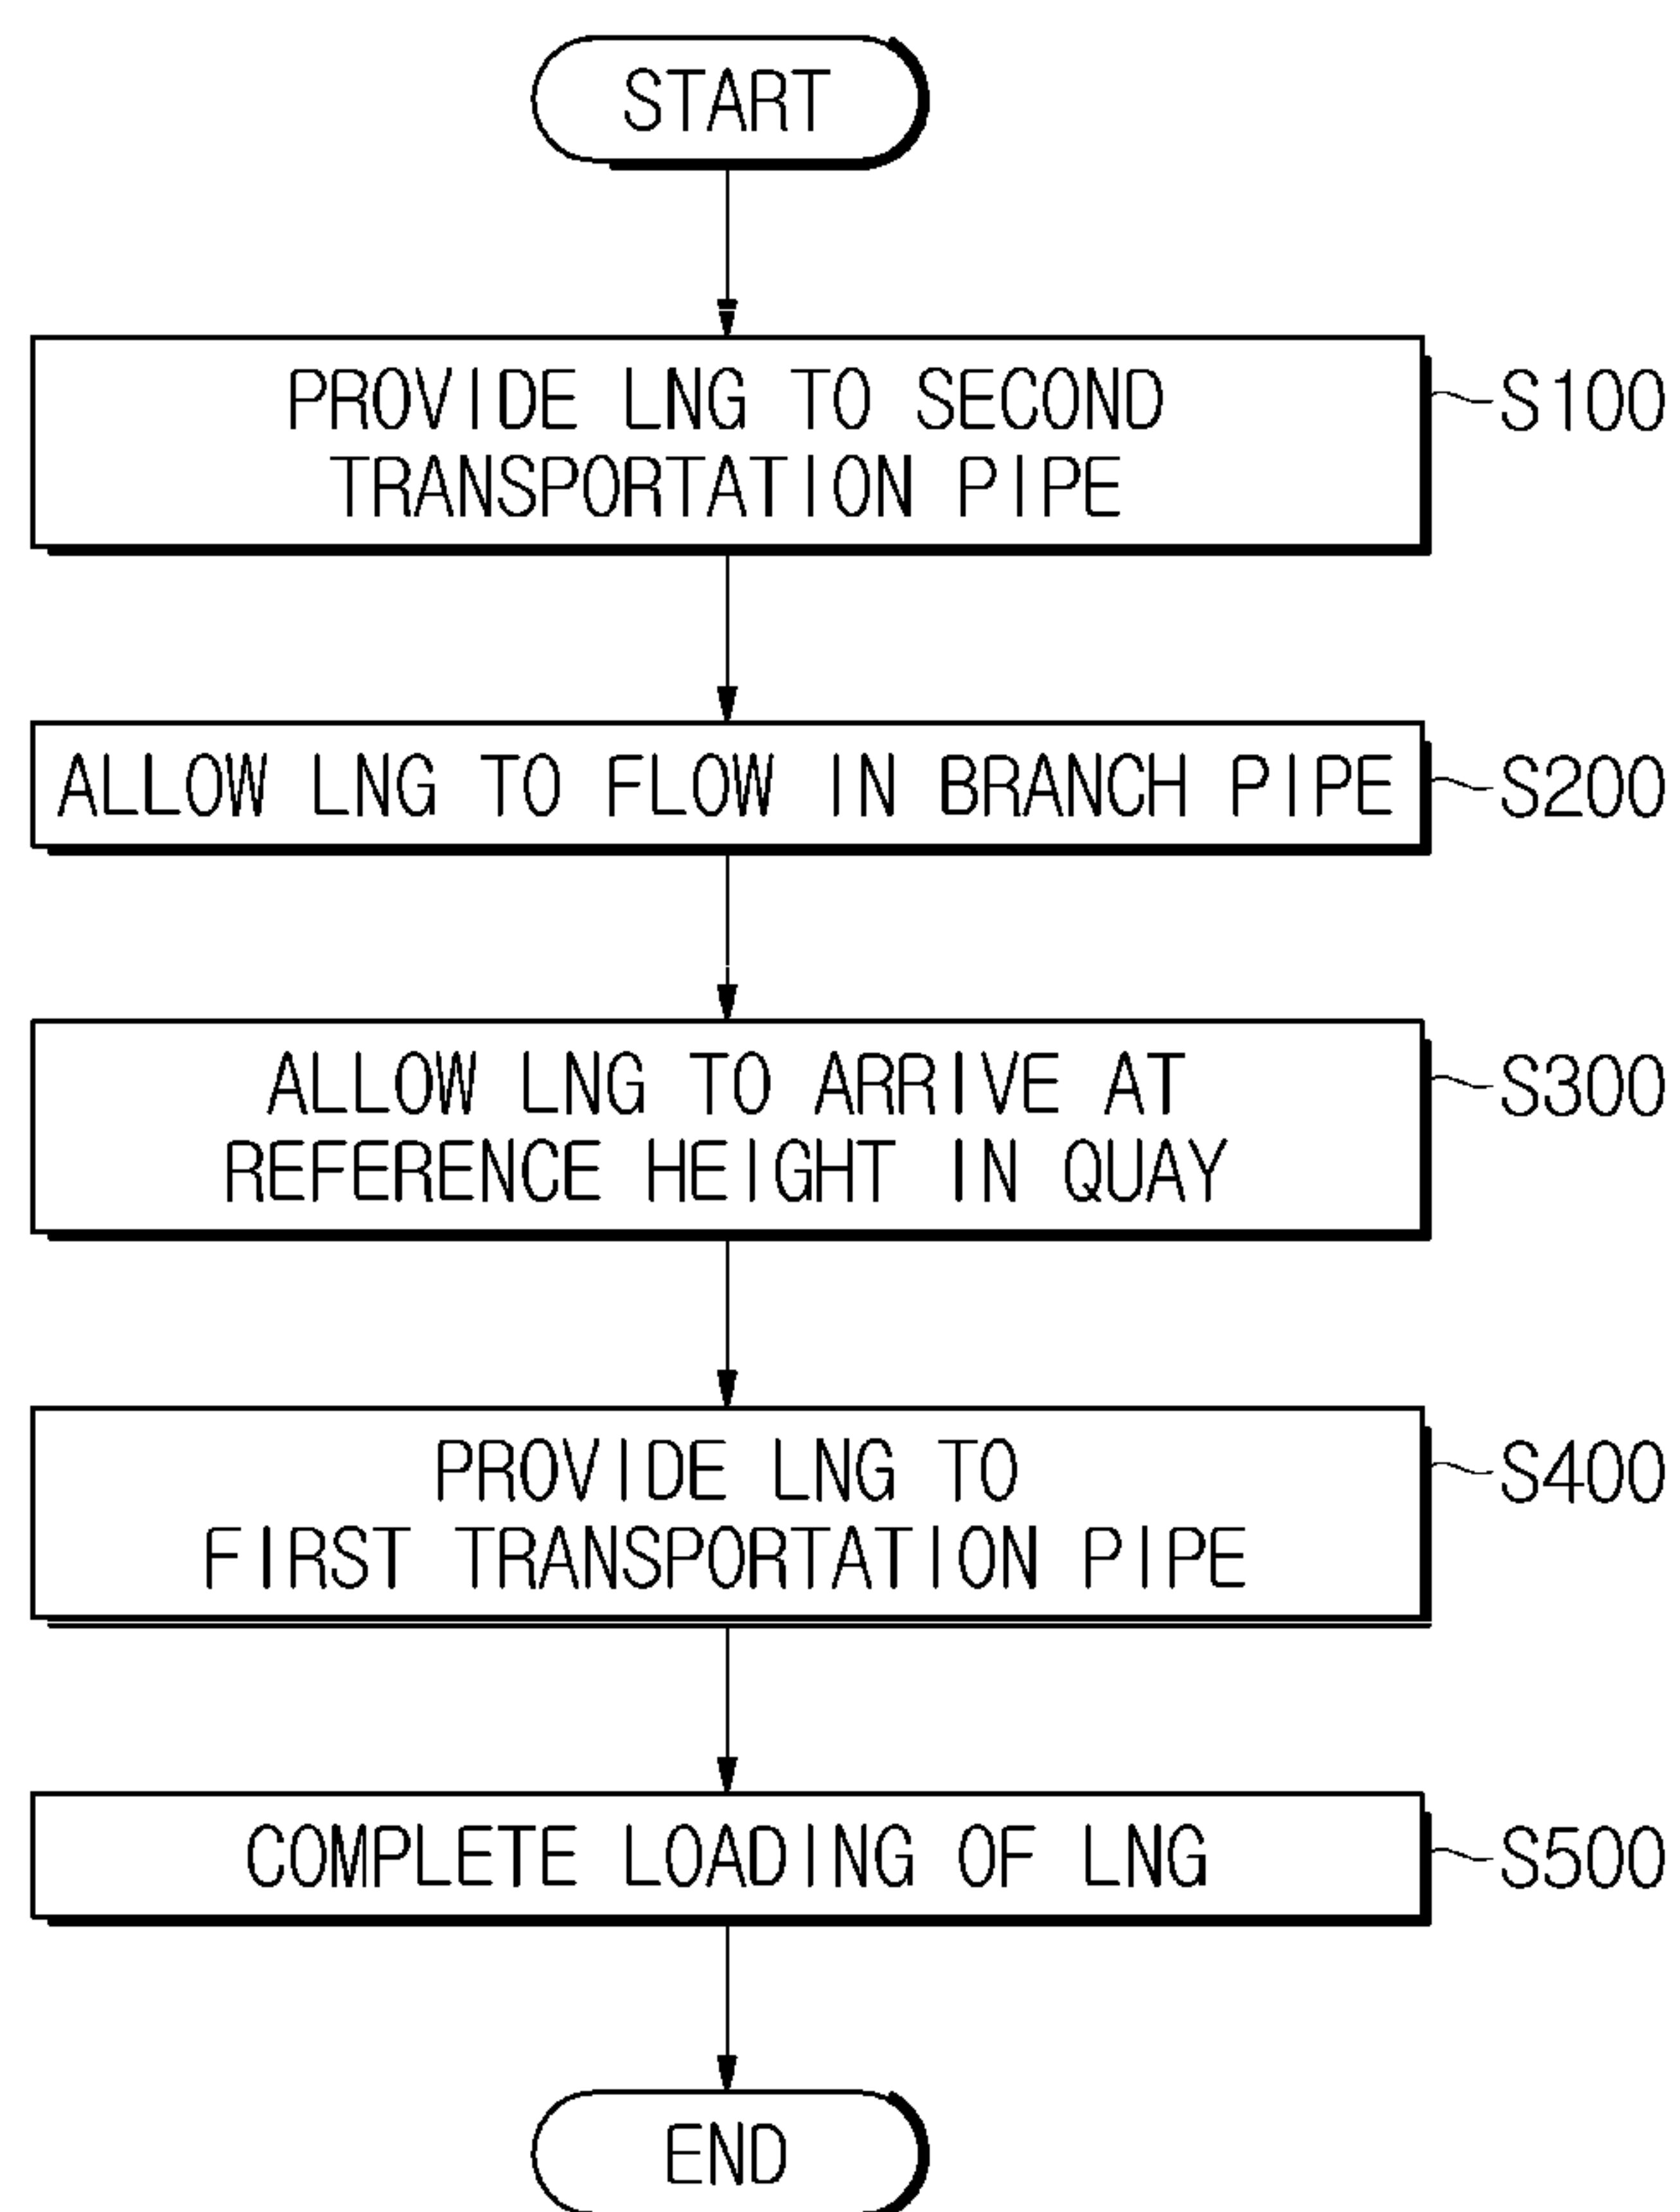 START
PROVIDE LNG TO SECOND
TRANSPORTATION PIPE
S100
ALLOW LNG TO FLOW IN BRANCH PIPE
S200
ALLOW LNG TO ARRIVE AT
REFERENCE HEIGHT IN QUAY
S300
PROVIDE LNG TO
FIRST TRANSPORTATION PIPE
S400
COMPLETE LOADING OF LNG
S500
END